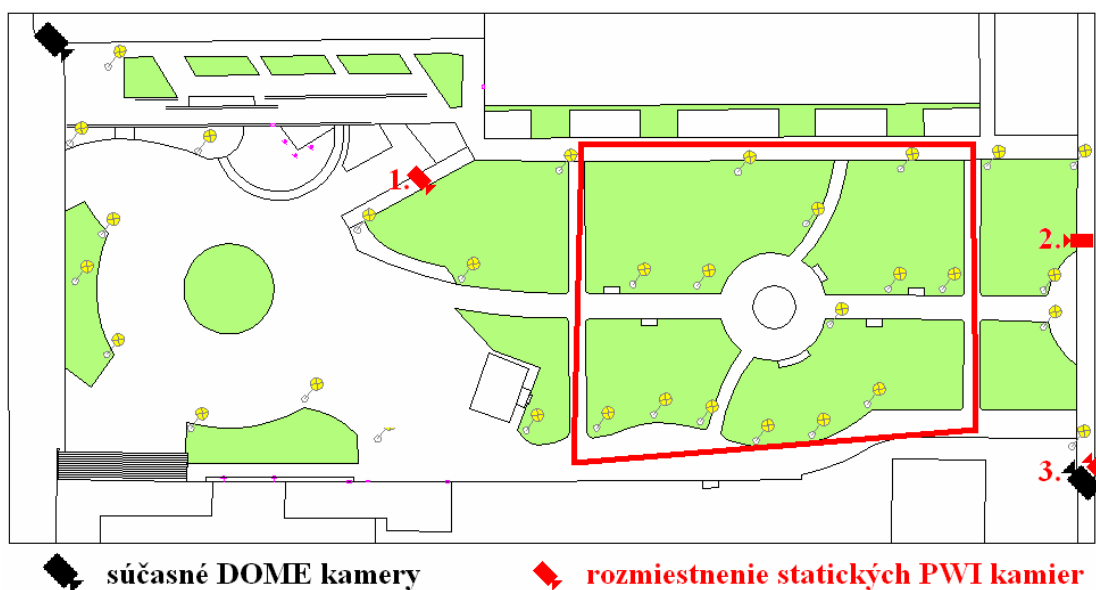 1.
2.
3.
súčasné DOME kamery
rozmiestnenie statických PWI kamier